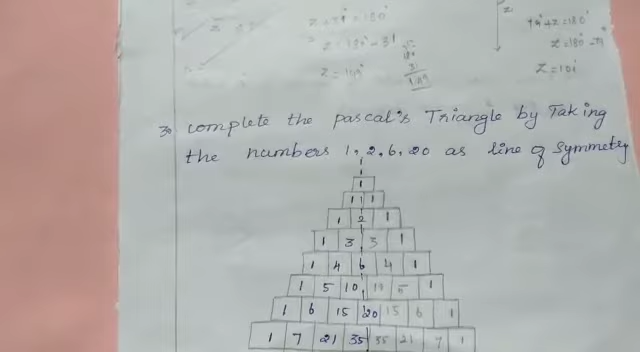 z = 180° - 31
31
z = 180° - 79°
z = 101
3. complete the pascal's Triangle by Taking
the numbers 1, 2, 6, 20 as line of symmetry
1
1 1
1 2 1
1 3 3 1
1 4 6 4 1
1 5 10 10 5 1
1 6 15 20 15 6 1
1 7 21 35 35 21 7 1